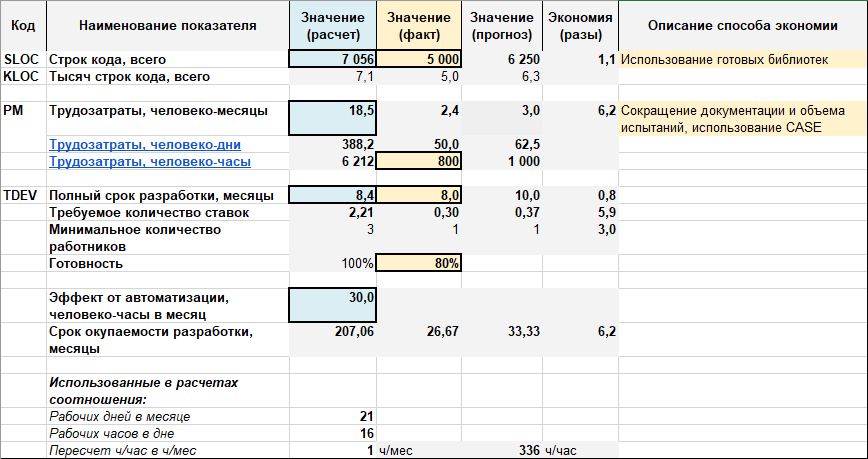 Код Наименование показателя Значение (расчет) Значение (факт) Значение (прогноз) Экономия (разы) Описание способа экономии
SLOC Строк кода, всего 7 056 5 000 6 250 1,1 Использование готовых библиотек
KLOC Тысяч строк кода, всего 7,1 5,0 6,3
PM Трудозатраты, человеко-месяцы 18,5 2,4 3,0 6,2 Сокращение документации и объема
испытаний, использование CASE
Трудозатраты, человеко-дни 388,2 50,0 62,5
Трудозатраты, человеко-часы 6 212 800 1 000
TDEV Полный срок разработки, месяцы 8,4 8,0 10,0 0,8
Требуемое количество ставок 2,21 0,30 0,37 5,9
Минимальное количество 3 1 1 3,0
работников
Готовность 100% 80%
Эффект от автоматизации, 30,0
человеко-часы в месяц
Срок окупаемости разработки, 207,06 26,67 33,33 6,2
месяцы
Использованные в расчетах
соотношения:
Рабочих дней в месяце 21
Рабочих часов в дне 16
Пересчет ч/час в ч/мес 1 ч/мес 336 ч/час